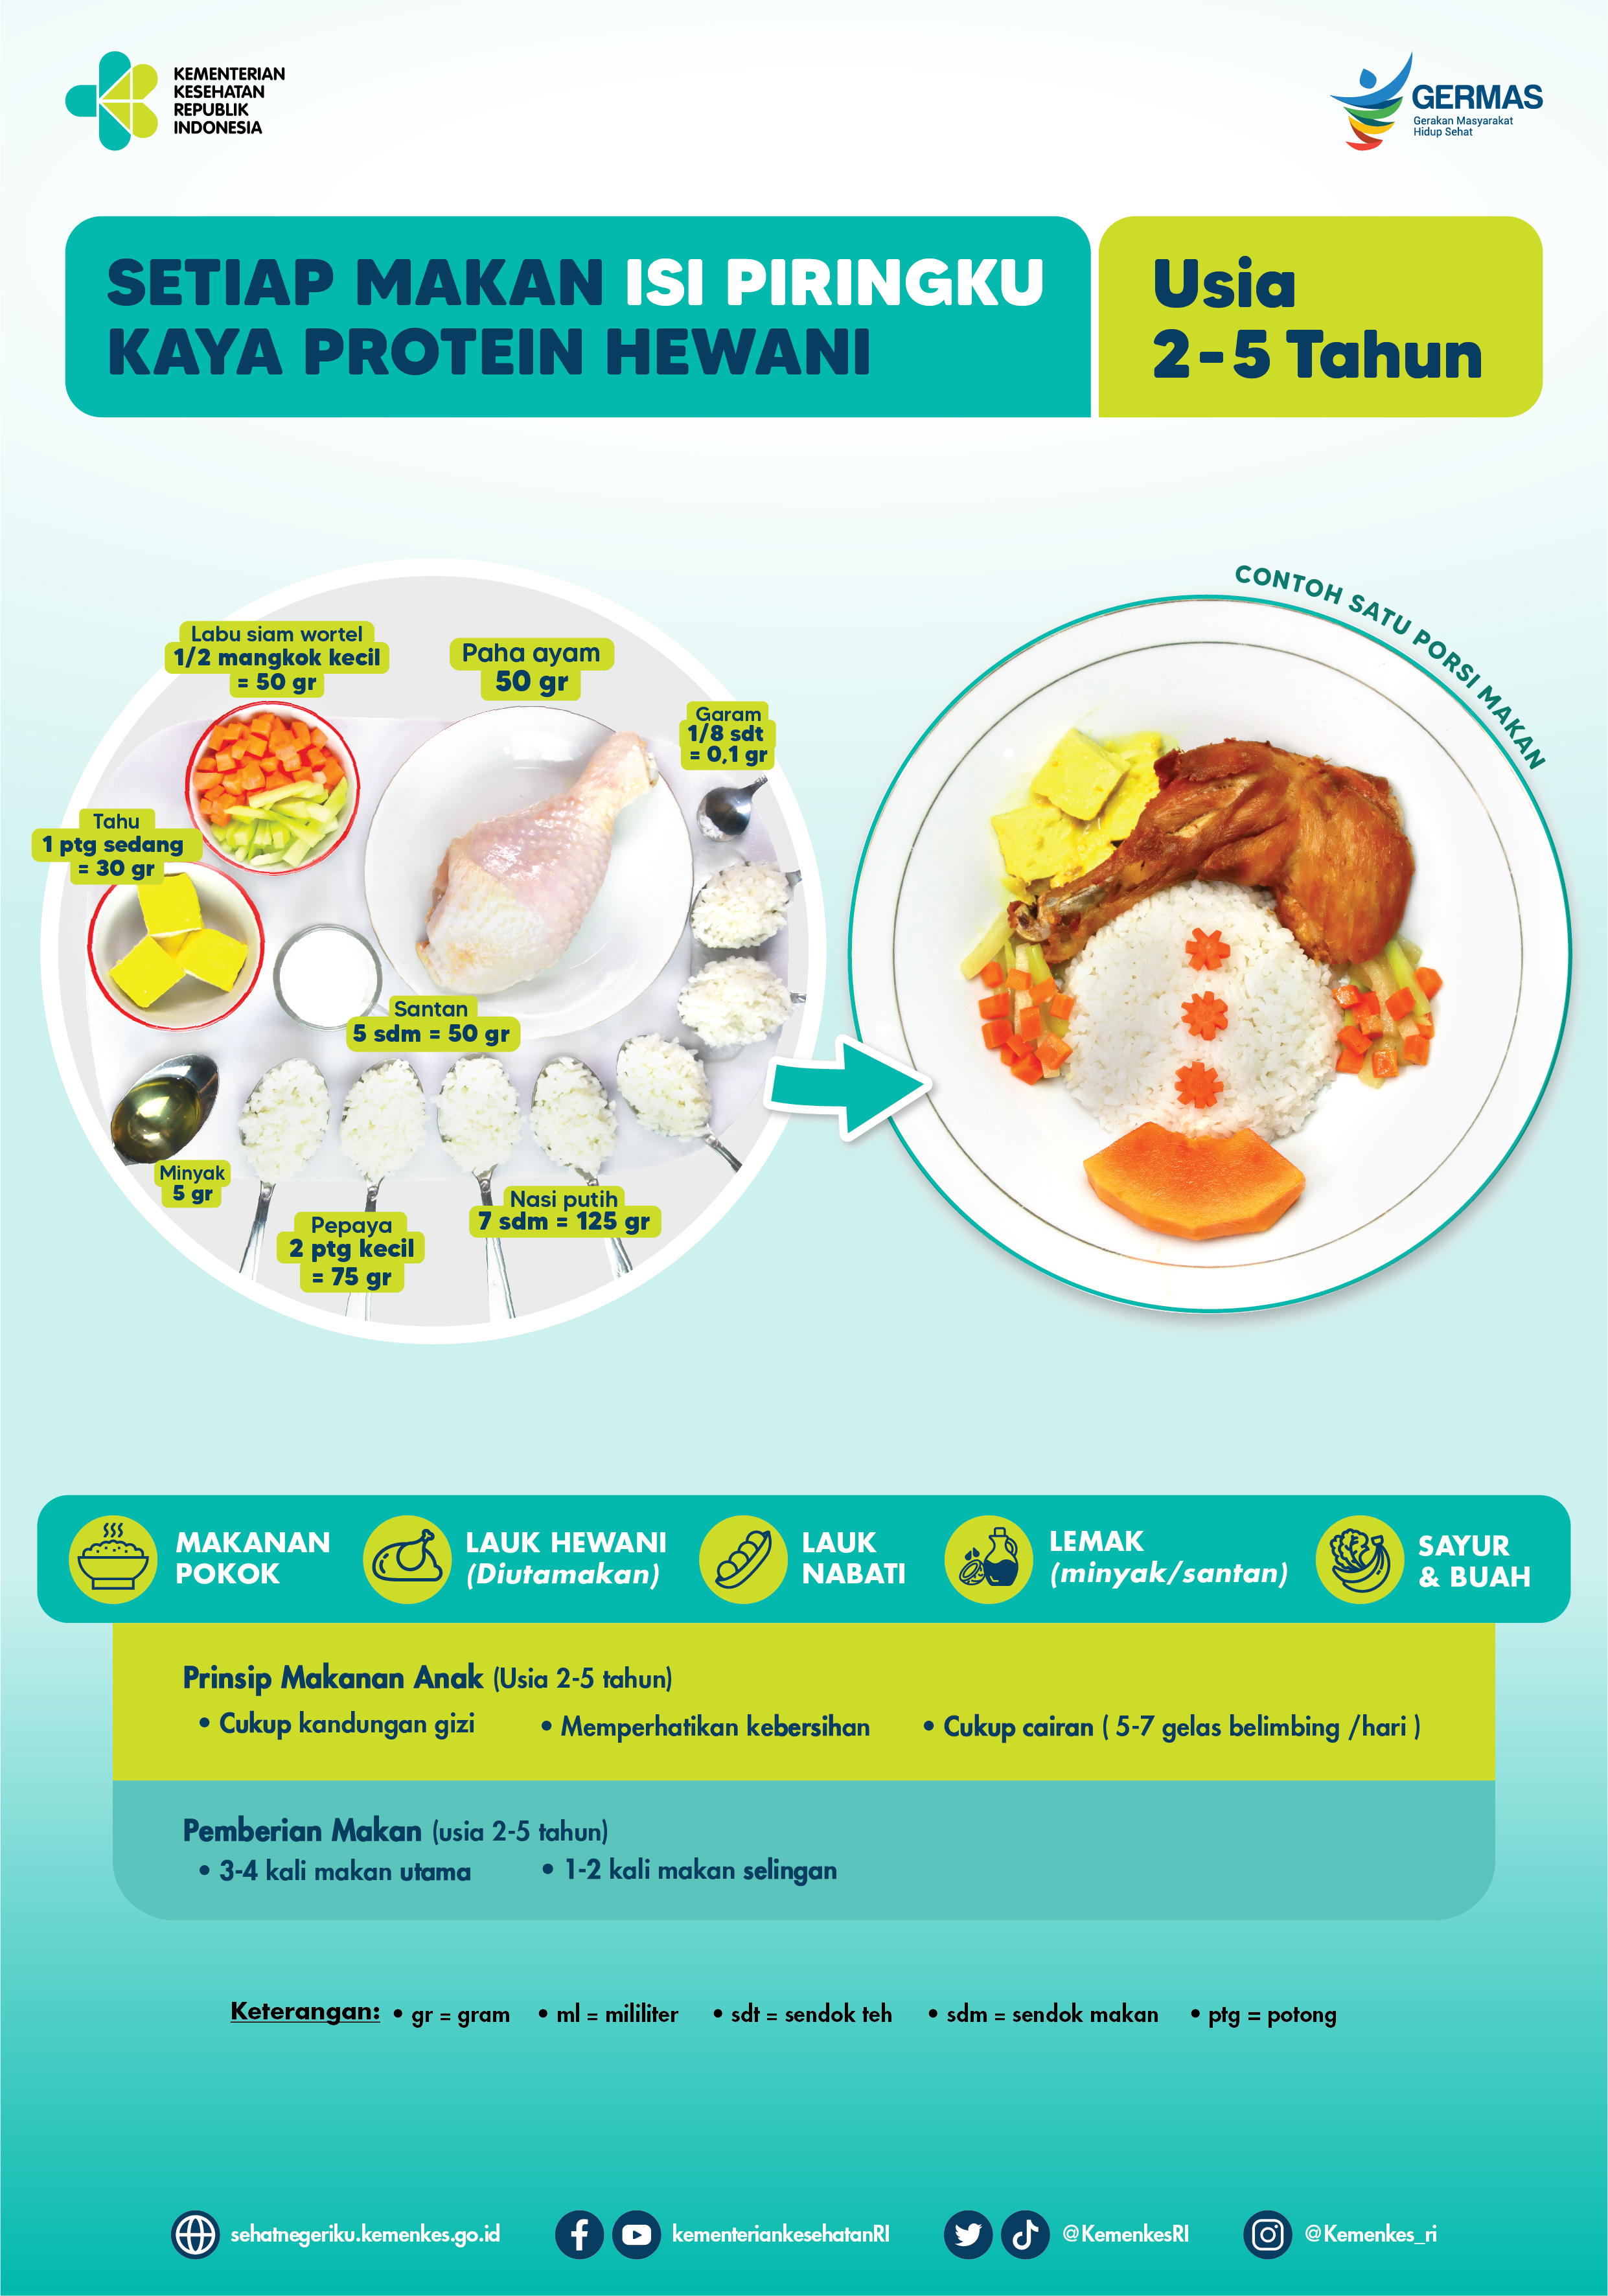 KEMENTERIAN
KESEHATAN
REPUBLIK
INDONESIA
GERMAS
Gerakan Masyarakat
Hidup Sehat
SETIAP MAKAN ISI PIRINGKU
KAYA PROTEIN HEWANI
Usia
2-5 Tahun
CONTOH SATU PORSI MAKAN
Labu siam wortel
1/2 mangkok kecil
= 50 gr
Paha ayam
50 gr
Garam
1/8 sdt
= 0,1 gr
Tahu
1 ptg sedang
= 30 gr
Santan
5 sdm = 50 gr
Minyak
5 gr
Pepaya
2 ptg kecil
= 75 gr
Nasi putih
7 sdm = 125 gr
MAKANAN
POKOK
LAUK HEWANI
(Diutamakan)
LAUK
NABATI
LEMAK
(minyak/santan)
SAYUR
& BUAH
Prinsip Makanan Anak (Usia 2-5 tahun)
• Cukup kandungan gizi • Memperhatikan kebersihan • Cukup cairan ( 5-7 gelas belimbing /hari )
Pemberian Makan (usia 2-5 tahun)
• 3-4 kali makan utama • 1-2 kali makan selingan
Keterangan: • gr = gram • ml = mililiter • sdt = sendok teh • sdm = sendok makan • ptg = potong
sehatnegeriku.kemenkes.go.id kementeriankesehatanRI @KemenkesRI @Kemenkes_ri